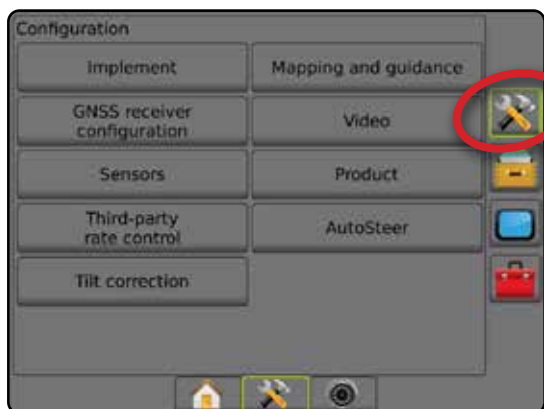 Configuration
Implement
Mapping and guidance
GNSS receiver
configuration
Video
Sensors
Product
Third-party
rate control
AutoSteer
Tilt correction